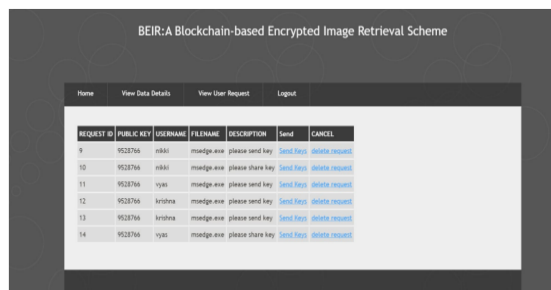 BEIR:A Blockchain-based Encrypted Image Retrieval Scheme
Home View Data Details View User Request Logout
REQUEST ID PUBLIC KEY USERNAME FILENAME DESCRIPTION Send CANCEL
9 9528766 nikki msedge.exe please send key Send Keys delete request
10 9528766 nikki msedge.exe please share key Send Keys delete request
11 9528766 vyas msedge.exe please send key Send Keys delete request
12 9528766 krishna msedge.exe please send key Send Keys delete request
13 9528766 krishna msedge.exe please send key Send Keys delete request
14 9528766 vyas msedge.exe please share key Send Keys delete request